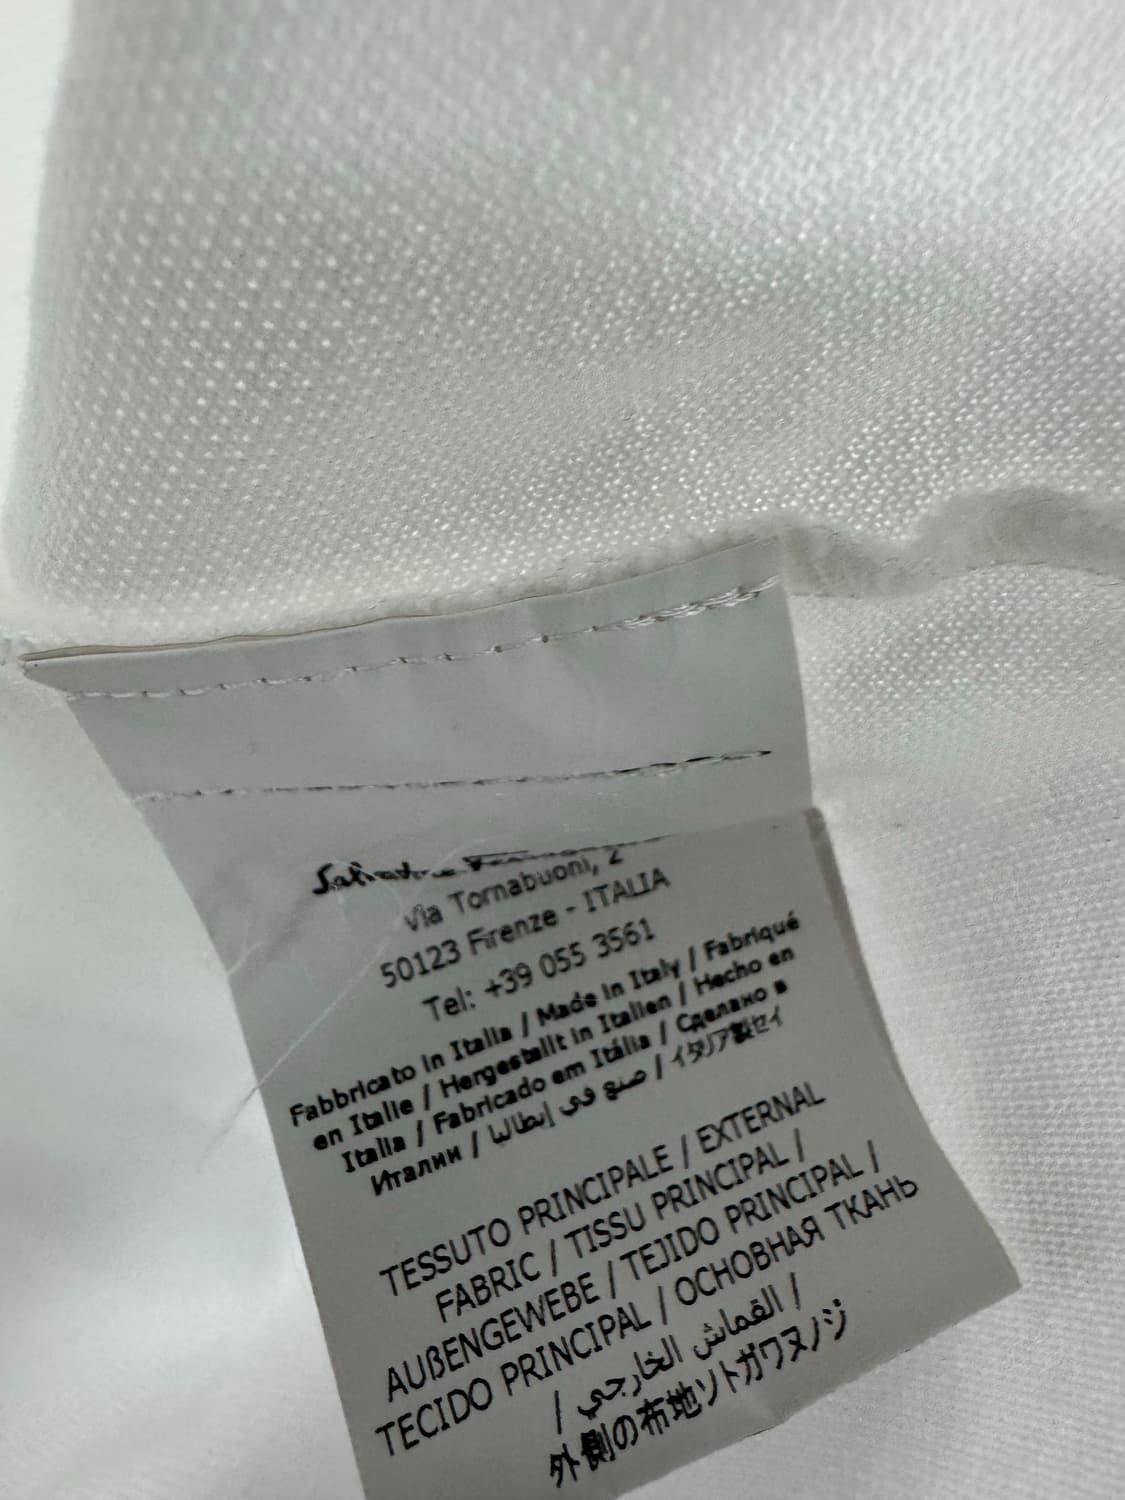 Salvatore Ferragamo
Via Tornabuoni, 2
50123 Firenze - ITALIA
Tel: +39 055 3561
Fabbricato in Italia / Made in Italy / Fabriqué
en Italie / Hergestellt in Italien / Hecho en
Italia / Fabricado em Itália / Сделано в
Италии / صنع في إيطاليا / イタリア製セイ
TESSUTO PRINCIPALE / EXTERNAL
FABRIC / TISSU PRINCIPAL /
AUßENGEWEBE / TEJIDO PRINCIPAL /
TECIDO PRINCIPAL / ОСНОВНАЯ ТКАНЬ
/ القماش الخارجي /
外側の布地ソトガワヌノジ